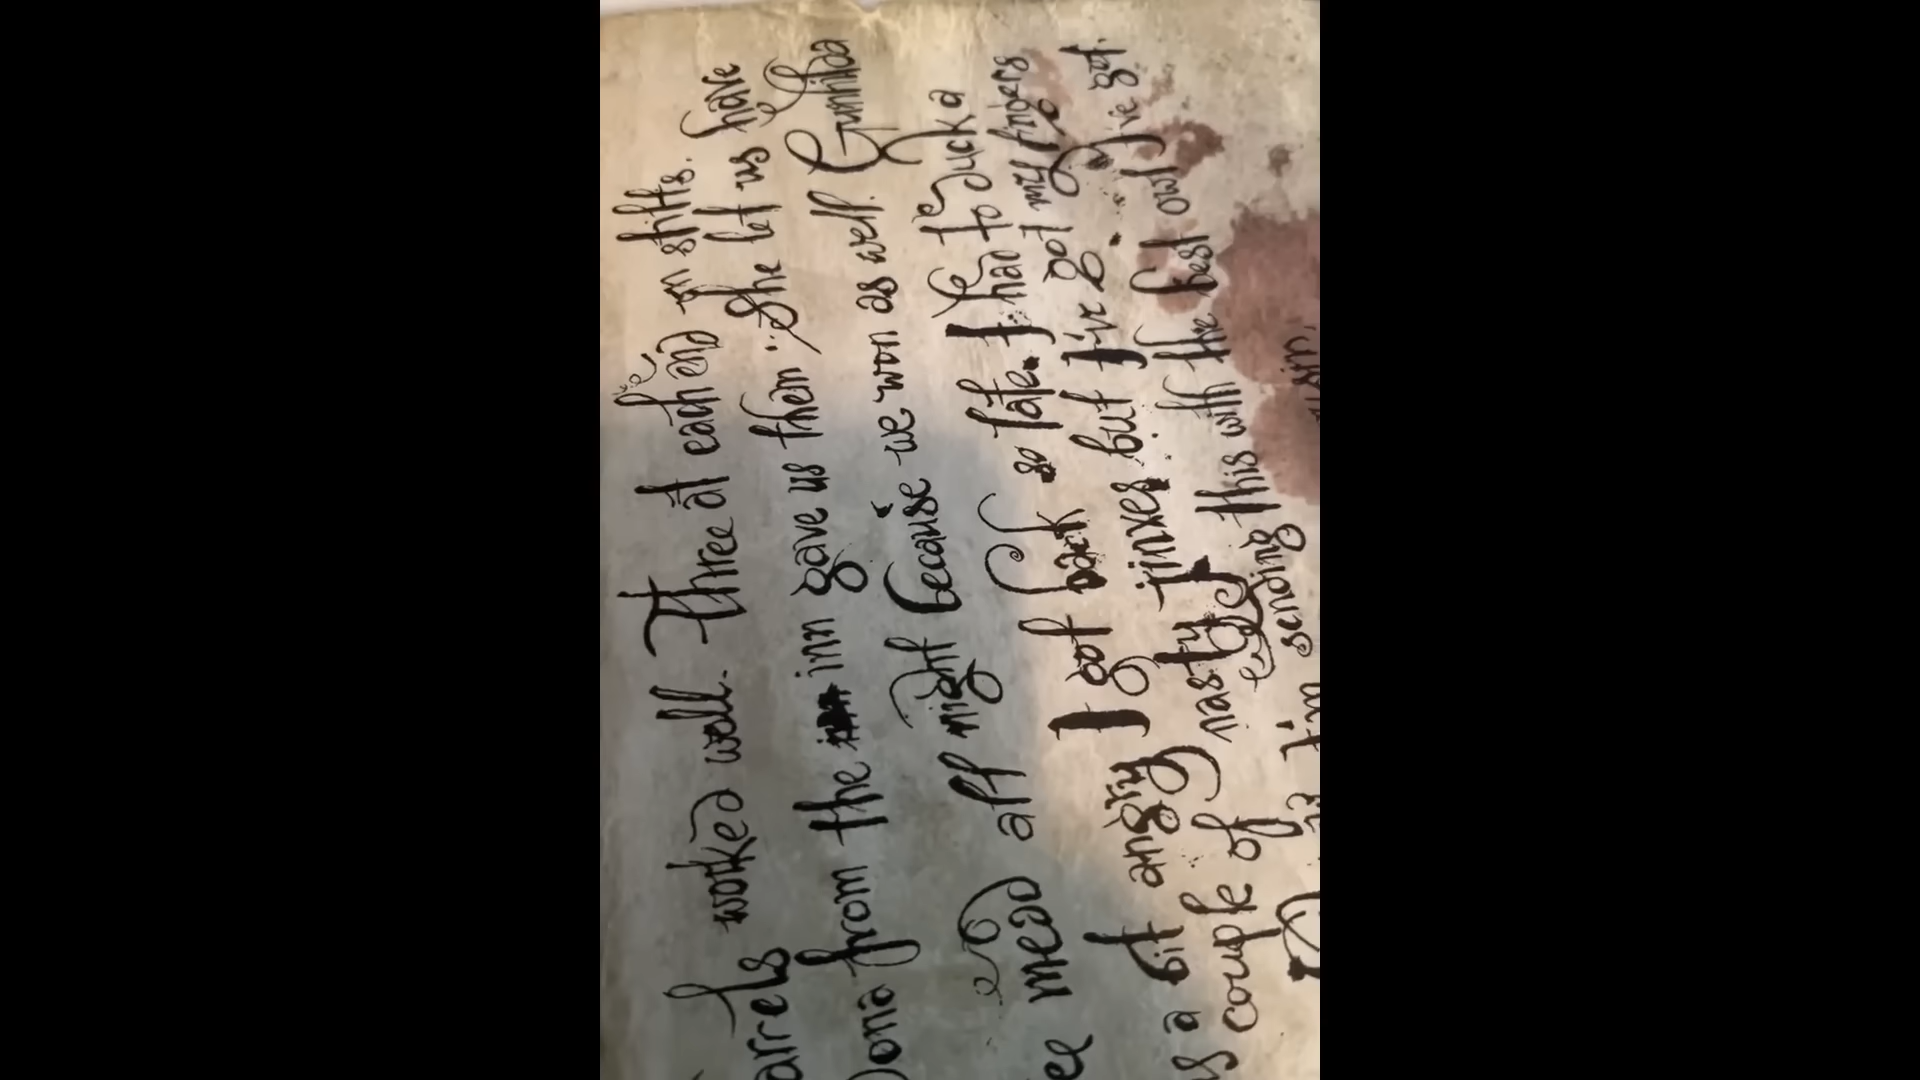 arrels worked well. Three at each end in shifts.
Dona from the inn gave us them. She let us have
ee mead all night because we won as well. Gunhilda
s a bit angry I got back so late. I had to duck a
couple of nasty jinxes but I've got my fingers
I'm sending this with the best owl I've got.